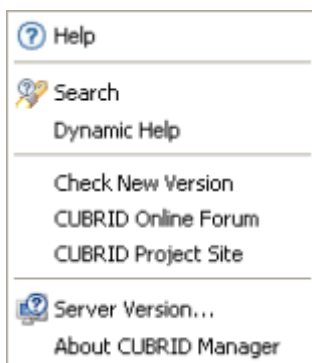 Help
Search
Dynamic Help
Check New Version
CUBRID Online Forum
CUBRID Project Site
Server Version...
About CUBRID Manager